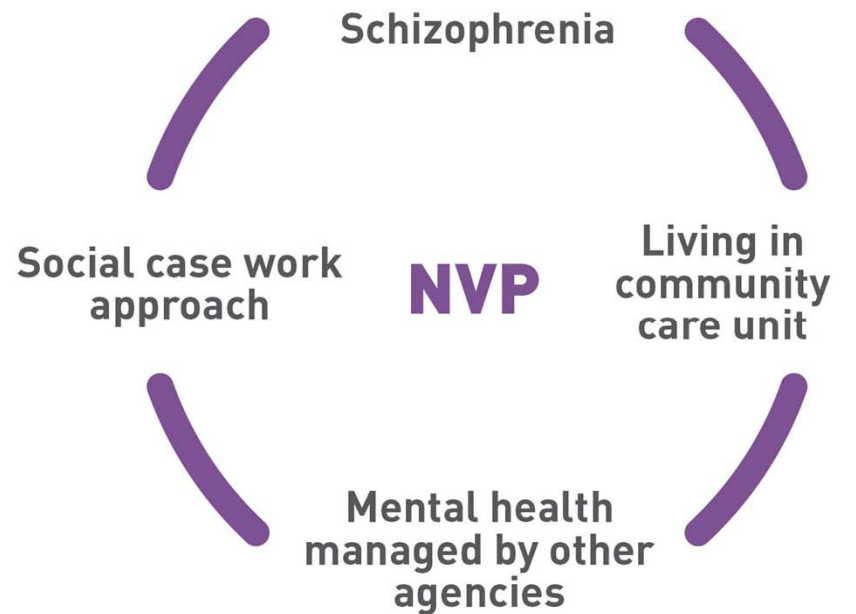 Schizophrenia
Social case work
approach
NVP
Living in
community
care unit
Mental health
managed by other
agencies